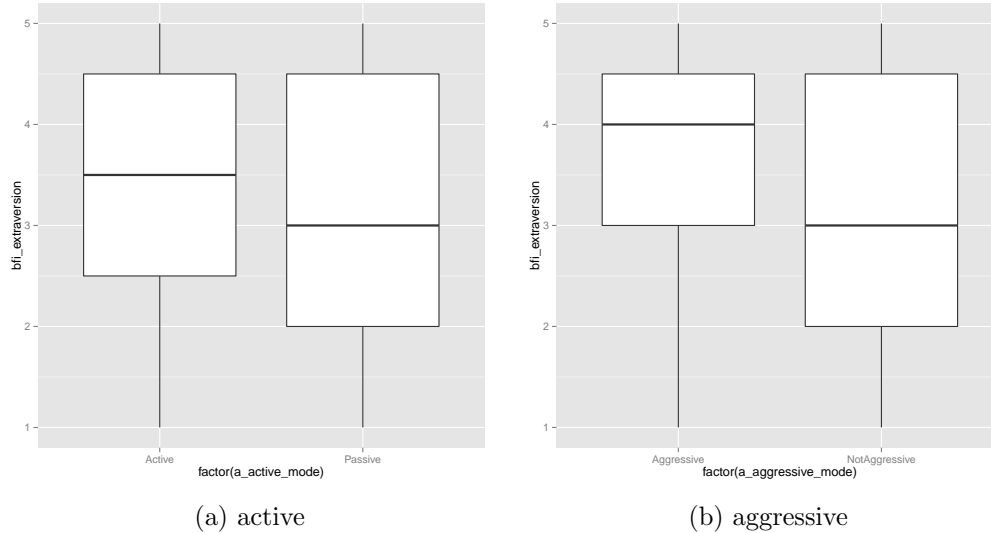 5
4
3
2
1
bfi_extraversion
Active
Passive
factor(a_active_mode)
(a) active
5
4
3
2
1
bfi_extraversion
Aggressive
NotAggressive
factor(a_aggressive_mode)
(b) aggressive